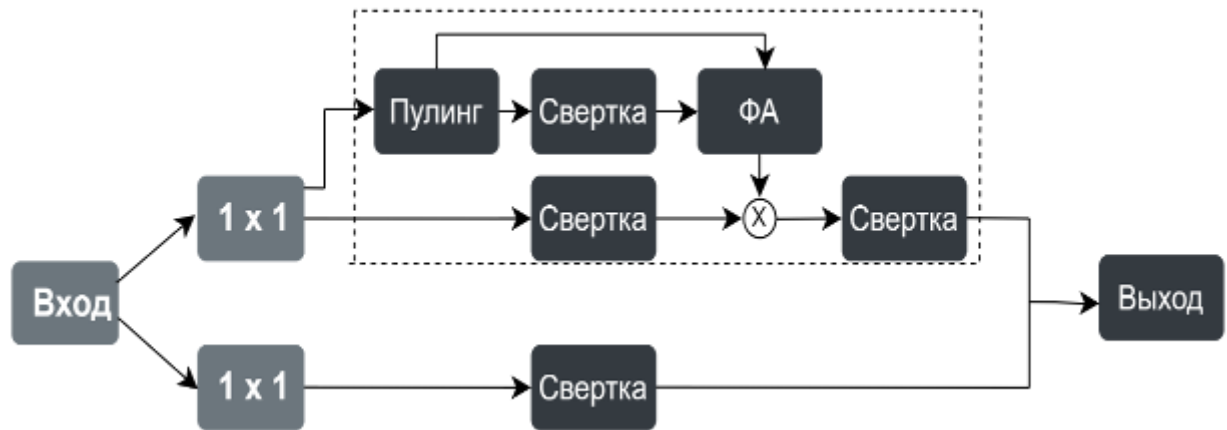 Пулинг
Свертка
ФА
1 x 1
Свертка
X
Свертка
Вход
Выход
1 x 1
Свертка